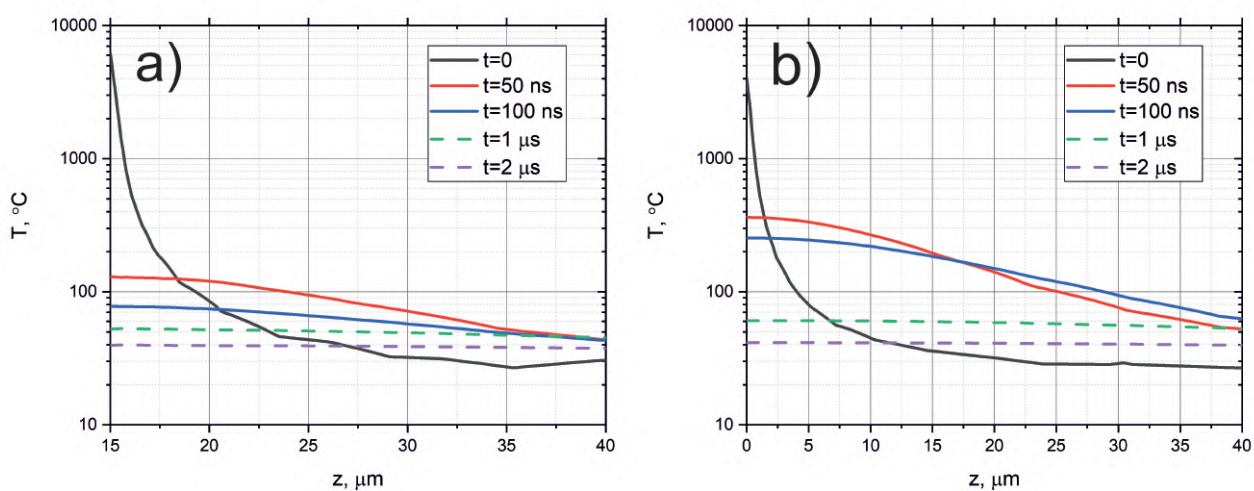 a)
t=0
t=50 ns
t=100 ns
t=1 μs
t=2 μs
10000
1000
100
10
T, °C
15 20 25 30 35 40
z, μm
b)
t=0
t=50 ns
t=100 ns
t=1 μs
t=2 μs
10000
1000
100
10
T, °C
0 5 10 15 20 25 30 35 40
z, μm